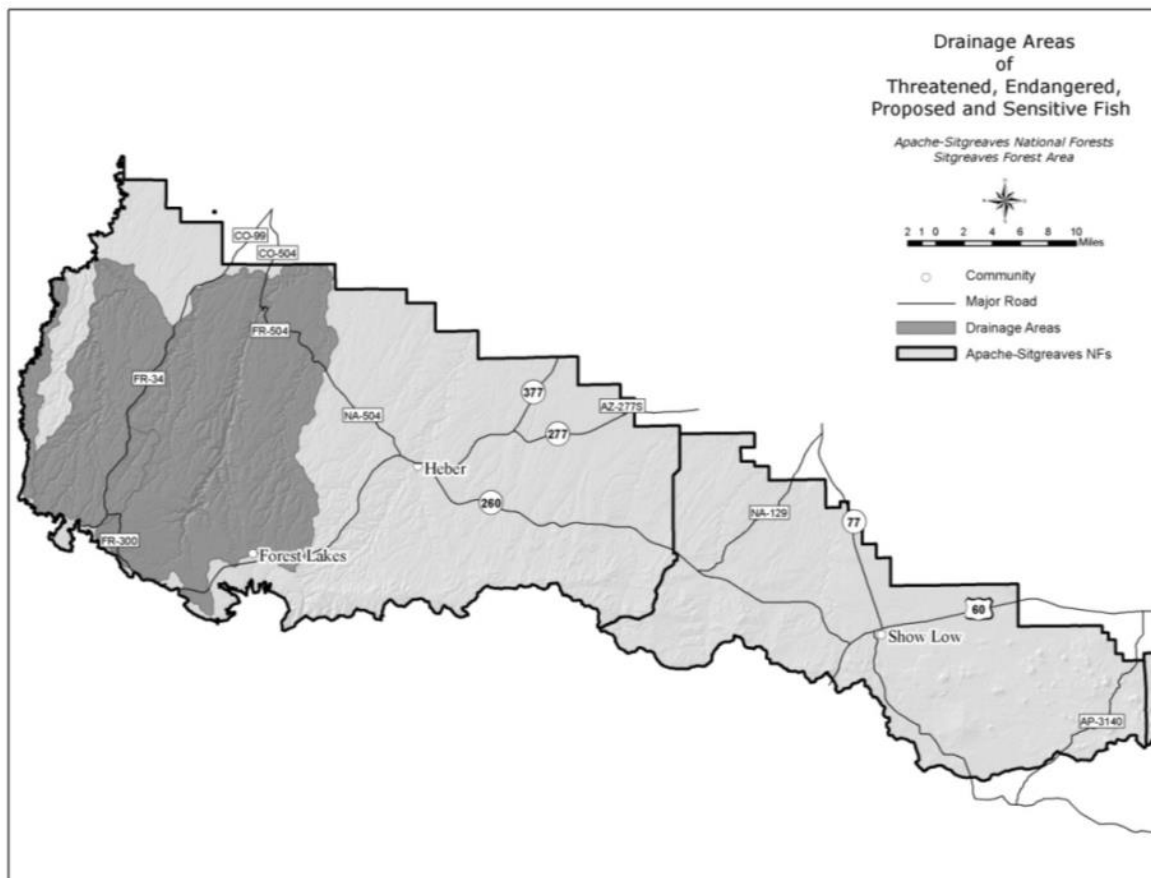 Drainage Areas
of
Threatened, Endangered,
Proposed and Sensitive Fish
Apache-Sitgreaves National Forests
Sitgreaves Forest Area
2 1 0 2 4 6 8 10
Miles
Community
Major Road
Drainage Areas
Apache-Sitgreaves NFs
CO-99
CO-504
FR-504
FR-34
NA-504
377
AZ-277S
277
Heber
260
NA-129
77
FR-300
Forest Lakes
60
Show Low
AP-3140